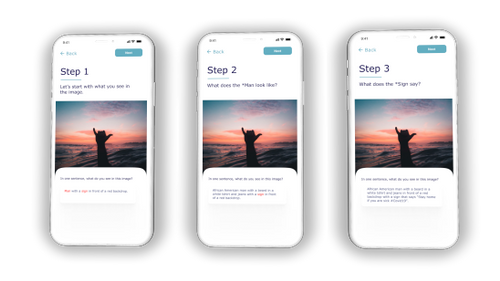 9:41
← Back
Next
Step 1
Let's start with what you see in
the image.
In one sentence, what do you see in this image?
Man with a sign in front of a red backdrop.
9:41
← Back
Next
Step 2
What does the *Man look like?
In one sentence, what do you see in this image?
African American man with a beard in a
white tshirt and jeans with a sign in front
of a red backdrop.
9:41
← Back
Next
Step 3
What does the *Sign say?
In one sentence, what do you see in this image?
African American man with a beard in a
white tshirt and jeans in front of a red
backdrop with a sign that says "Stay home
if you are sick